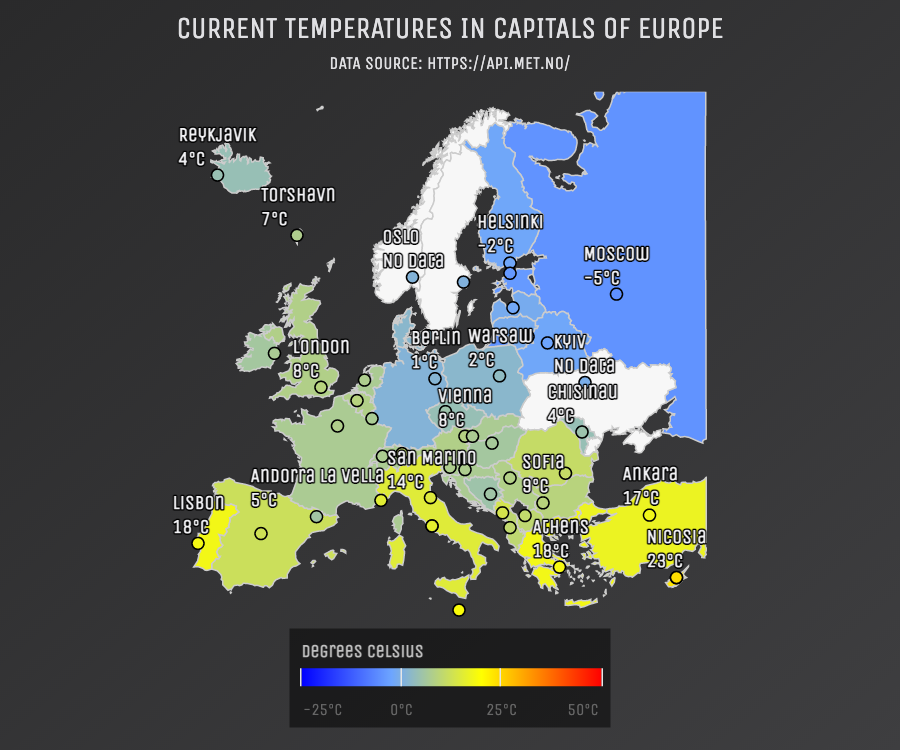 CURRENT TEMPERATURES IN CAPITALS OF EUROPE
DATA SOURCE: HTTPS://API.MET.NO/
Reykjavik
4°C
Torshavn
7°C
Oslo
No data
Helsinki
-2°C
Moscow
-5°C
London
8°C
Berlin
1°C
Warsaw
2°C
Kyiv
No data
Chisinau
4°C
Vienna
8°C
San Marino
14°C
Andorra la Vella
5°C
Lisbon
18°C
Sofia
9°C
Athens
18°C
Ankara
17°C
Nicosia
23°C
Degrees Celsius
-25°C
0°C
25°C
50°C